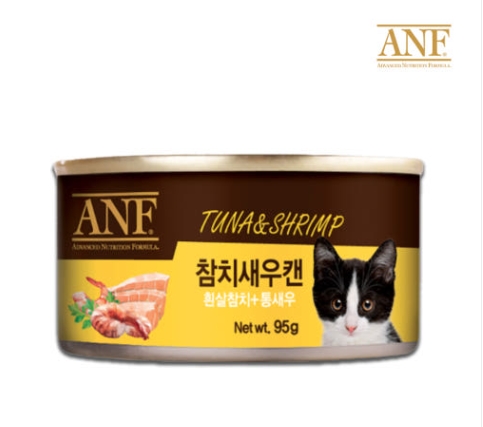 ANF
ADVANCED NUTRITION FORMULA
ANF
ADVANCED NUTRITION FORMULA
TUNA&SHRIMP
참치새우캔
흰살참치+통새우
Net wt. 95g